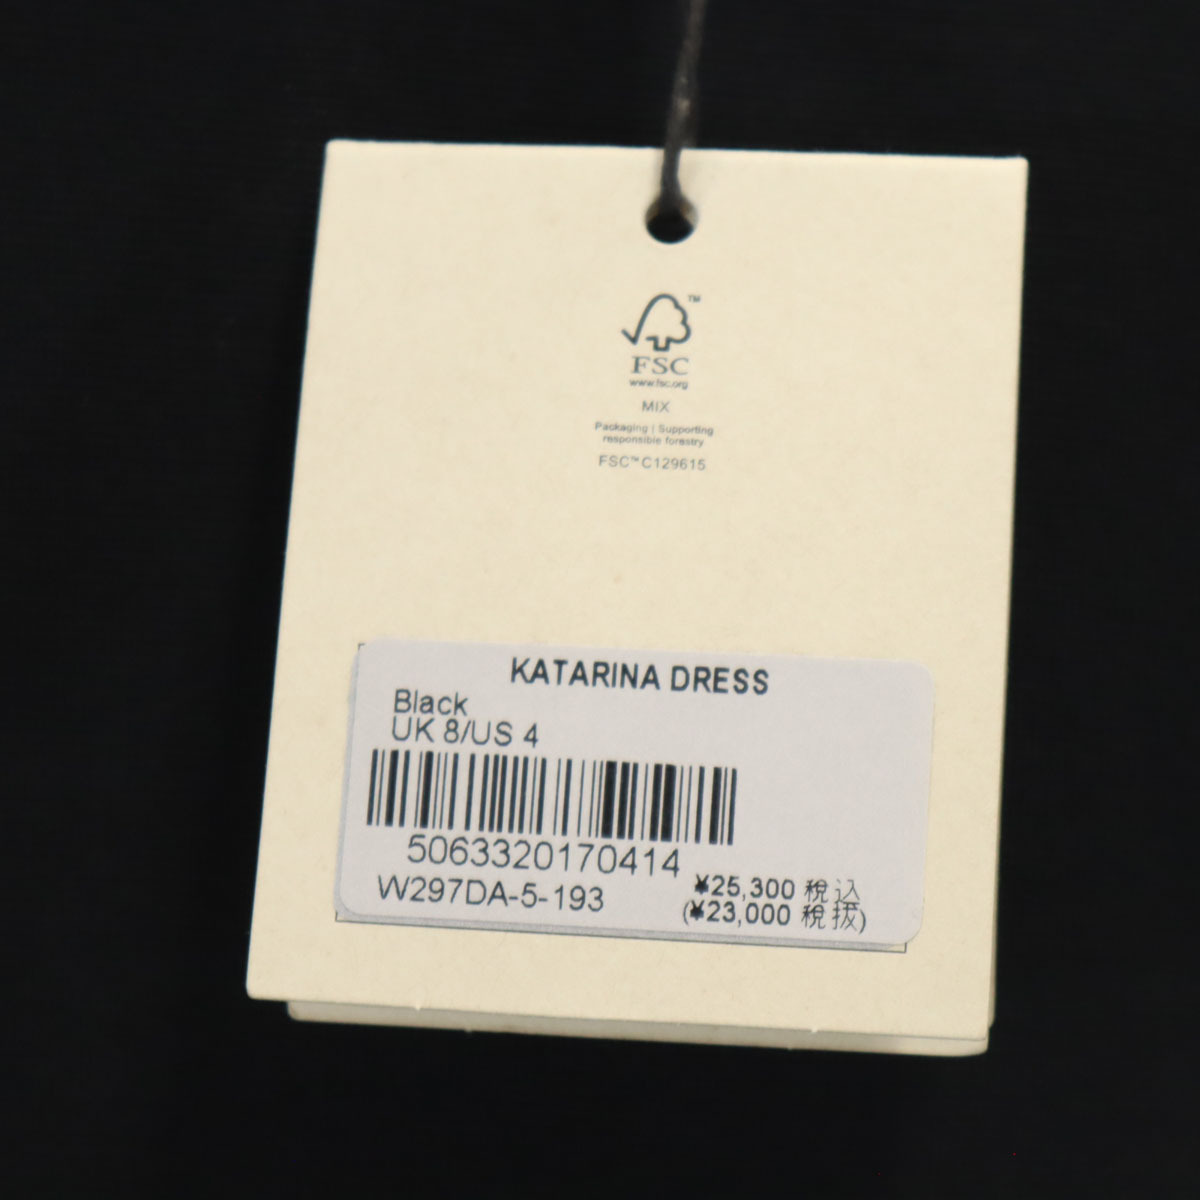 ™
FSC
www.fsc.org
MIX
Packaging | Supporting
responsible forestry
FSC™ C129615
KATARINA DRESS
Black
UK 8/US 4
5063320170414
W297DA-5-193
¥25,300 税込
(¥23,000 税抜)